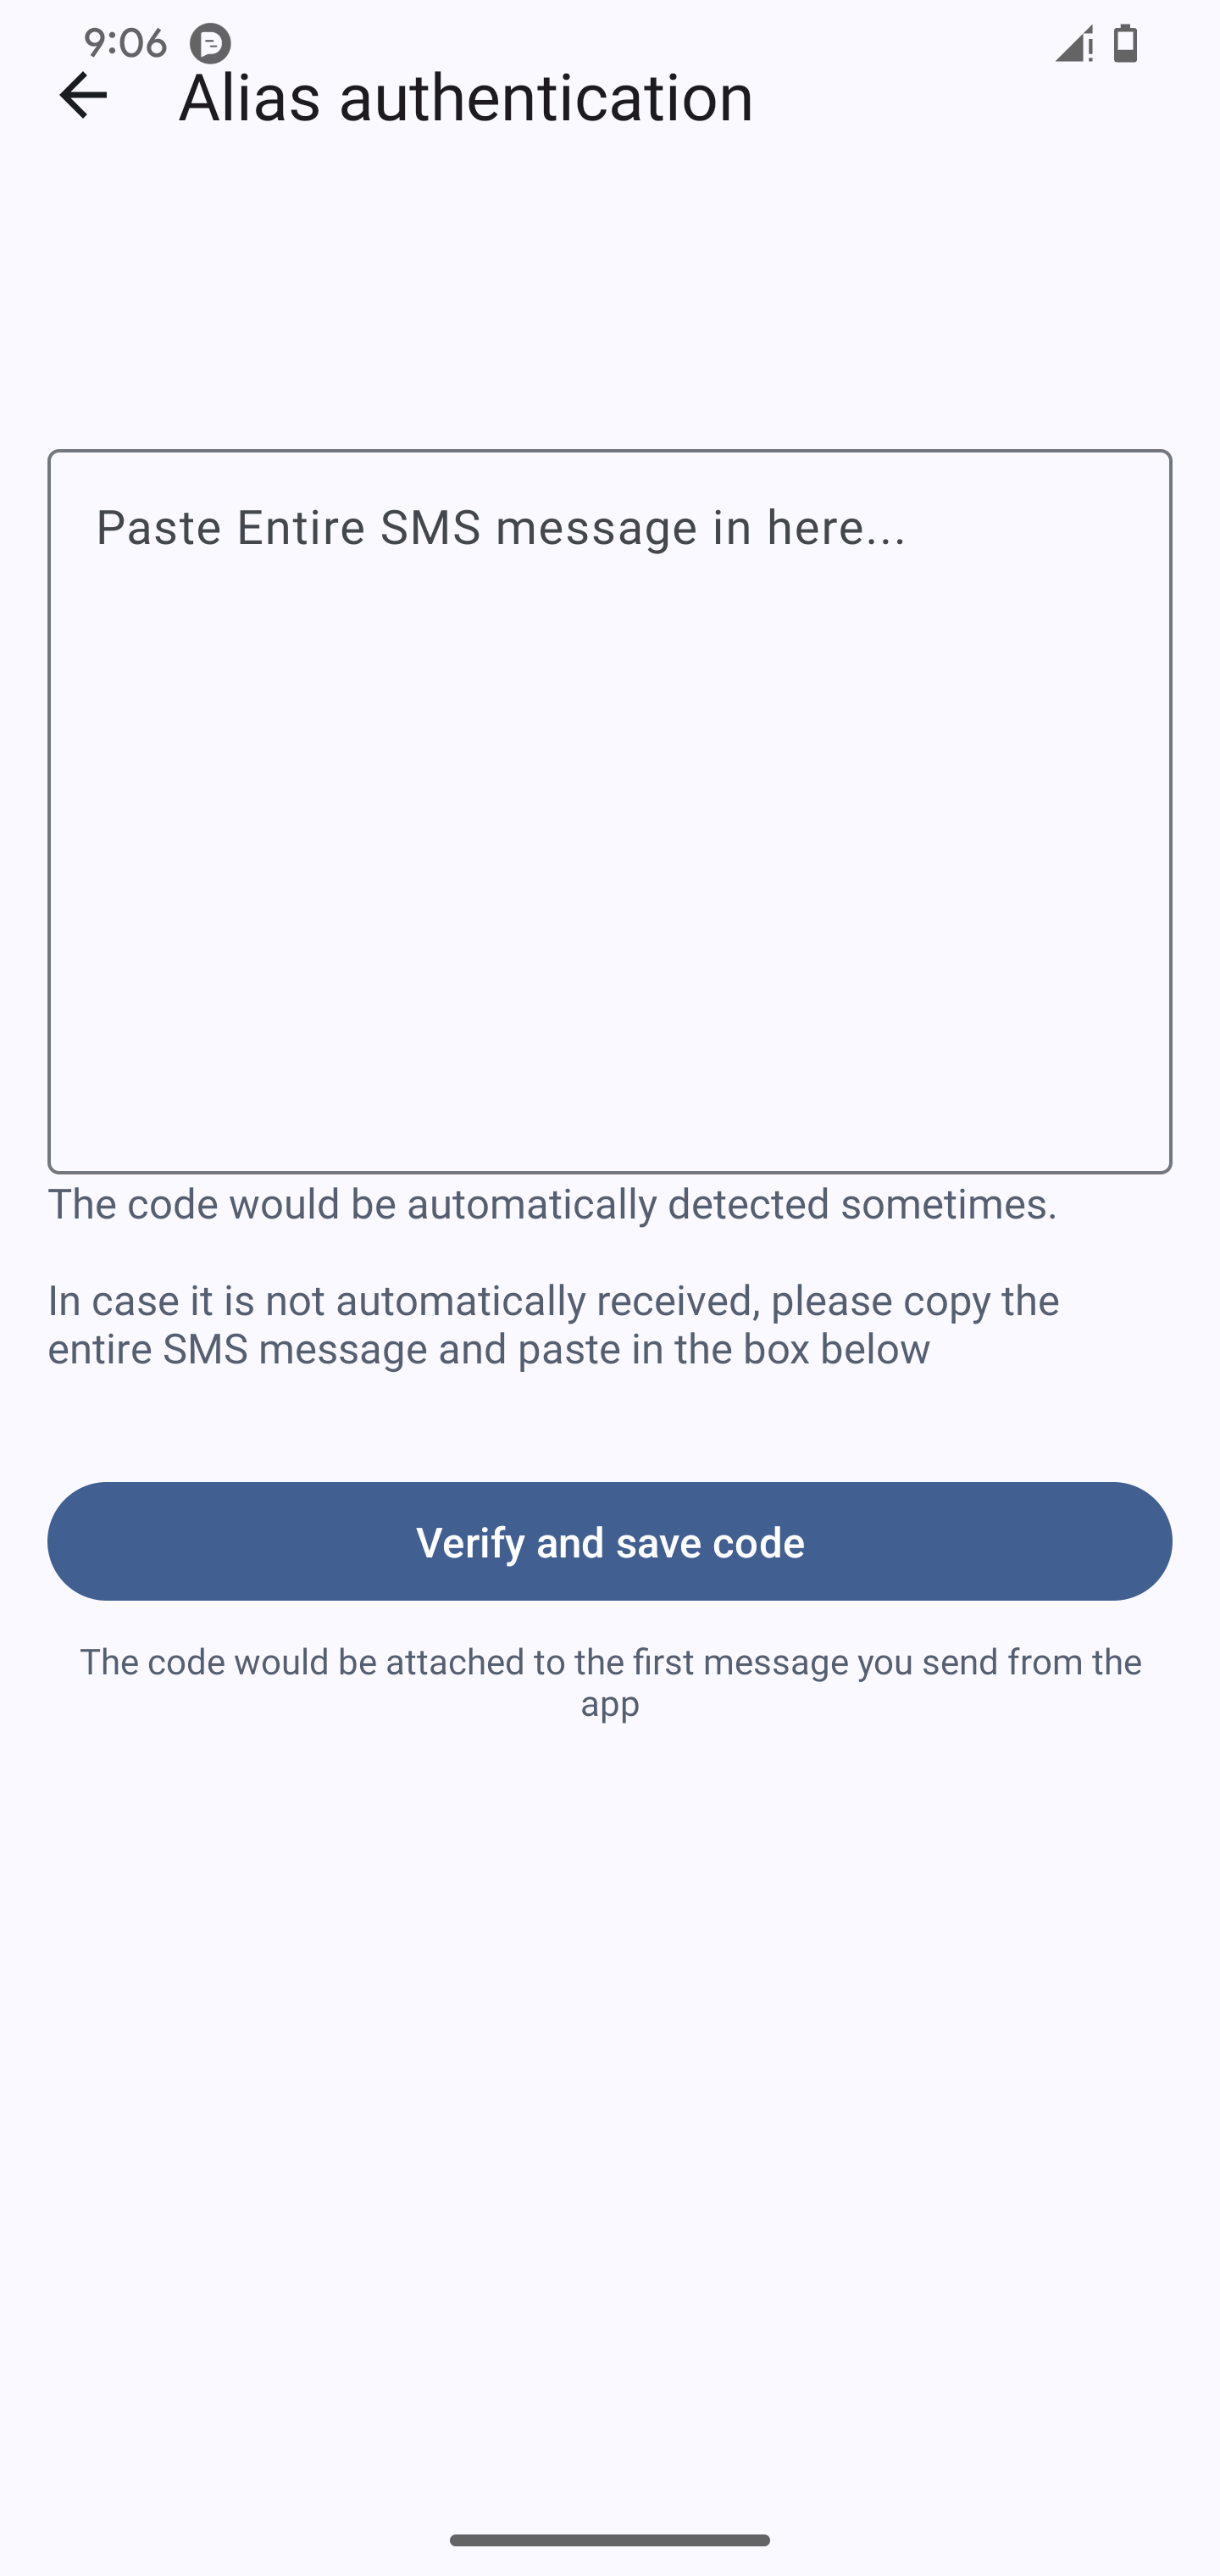 9:06
Alias authentication
Paste Entire SMS message in here...
The code would be automatically detected sometimes.
In case it is not automatically received, please copy the
entire SMS message and paste in the box below
Verify and save code
The code would be attached to the first message you send from the
app